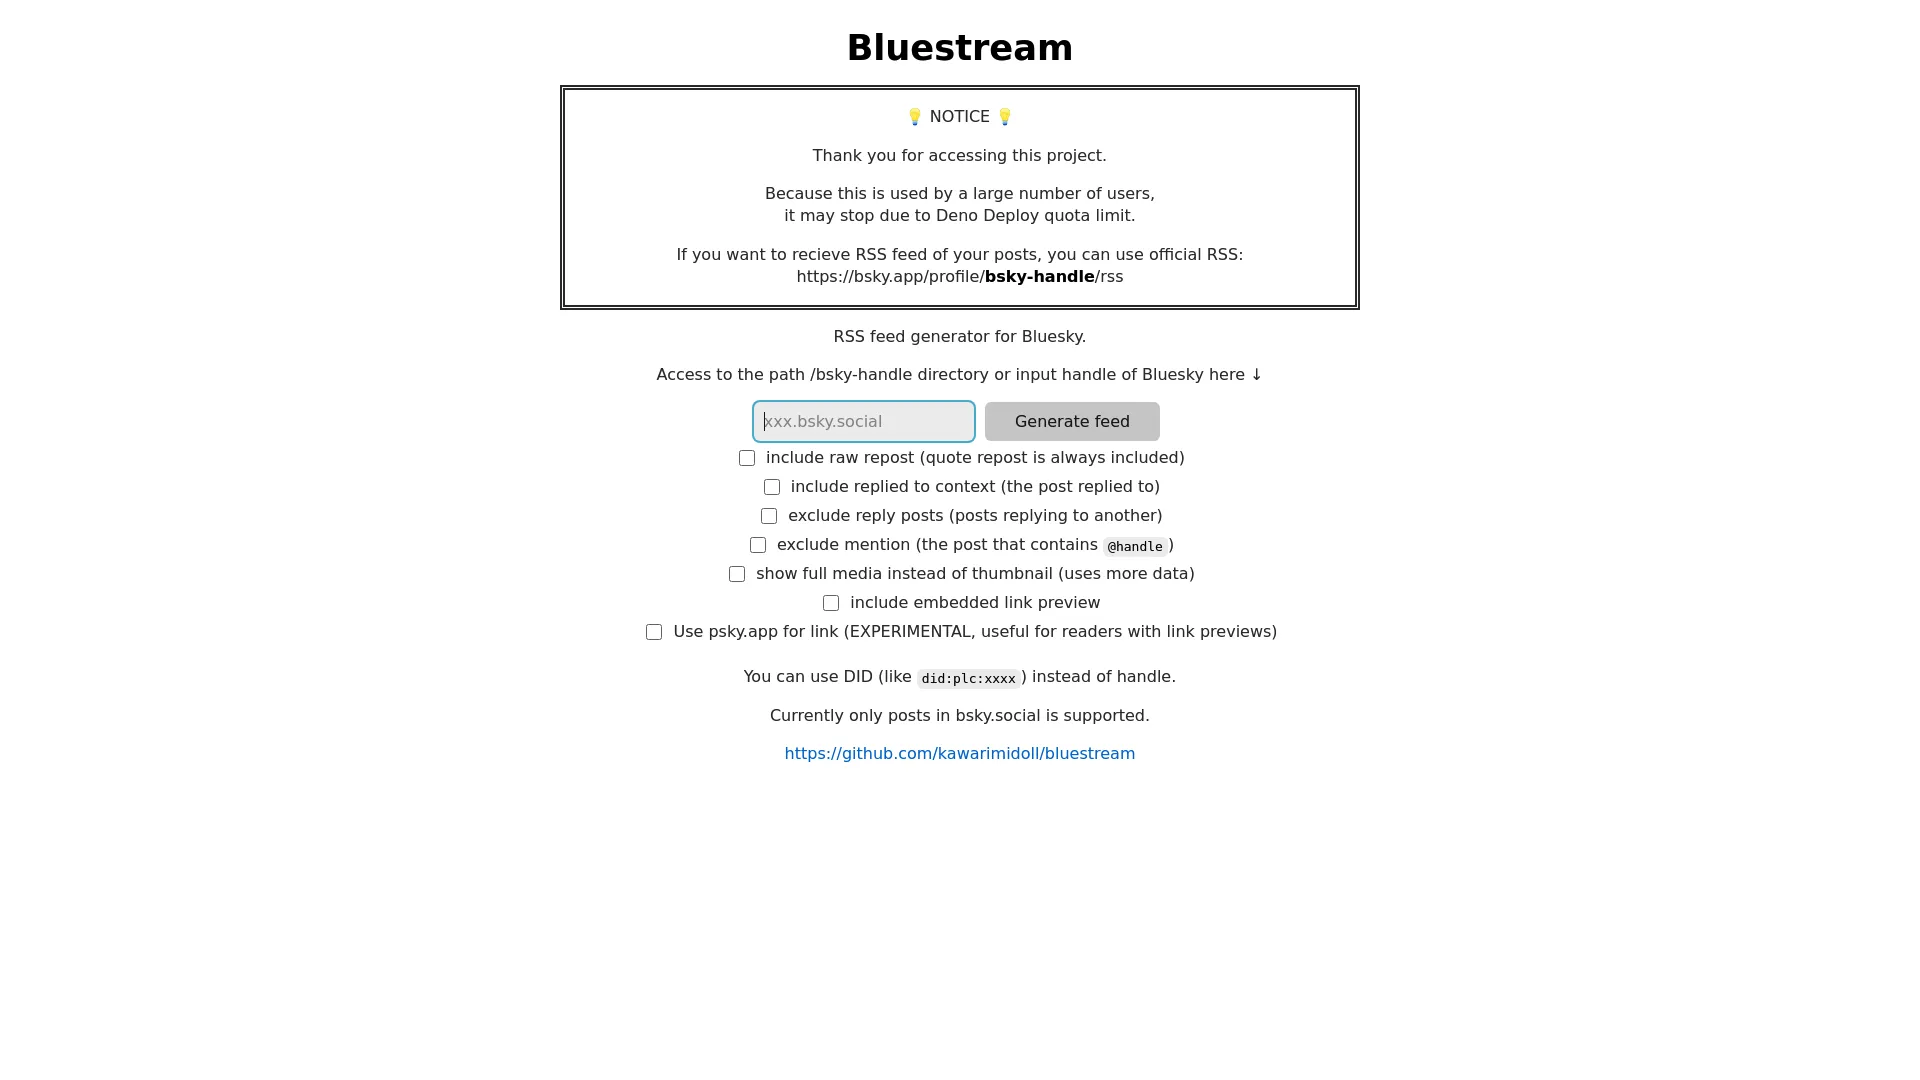 Bluestream
💡 NOTICE 💡
Thank you for accessing this project.
Because this is used by a large number of users,
it may stop due to Deno Deploy quota limit.
If you want to recieve RSS feed of your posts, you can use official RSS:
https://bsky.app/profile/bsky-handle/rss
RSS feed generator for Bluesky.
Access to the path /bsky-handle directory or input handle of Bluesky here ↓
xxx.bsky.social Generate feed
include raw repost (quote repost is always included)
include replied to context (the post replied to)
exclude reply posts (posts replying to another)
exclude mention (the post that contains @handle)
show full media instead of thumbnail (uses more data)
include embedded link preview
Use psky.app for link (EXPERIMENTAL, useful for readers with link previews)
You can use DID (like did:plc:xxxx) instead of handle.
Currently only posts in bsky.social is supported.
https://github.com/kawarimidoll/bluestream